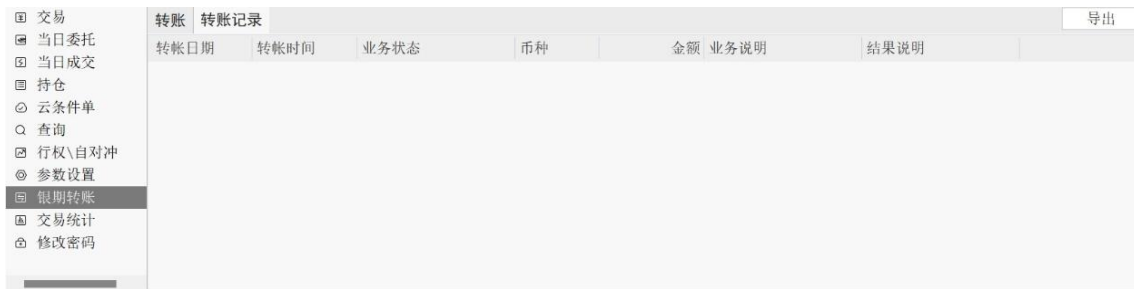 交易
当日委托
当日成交
持仓
云条件单
查询
行权\自对冲
参数设置
银期转账
交易统计
修改密码
转账 转账记录 导出
转帐日期 转帐时间 业务状态 币种 金额 业务说明 结果说明